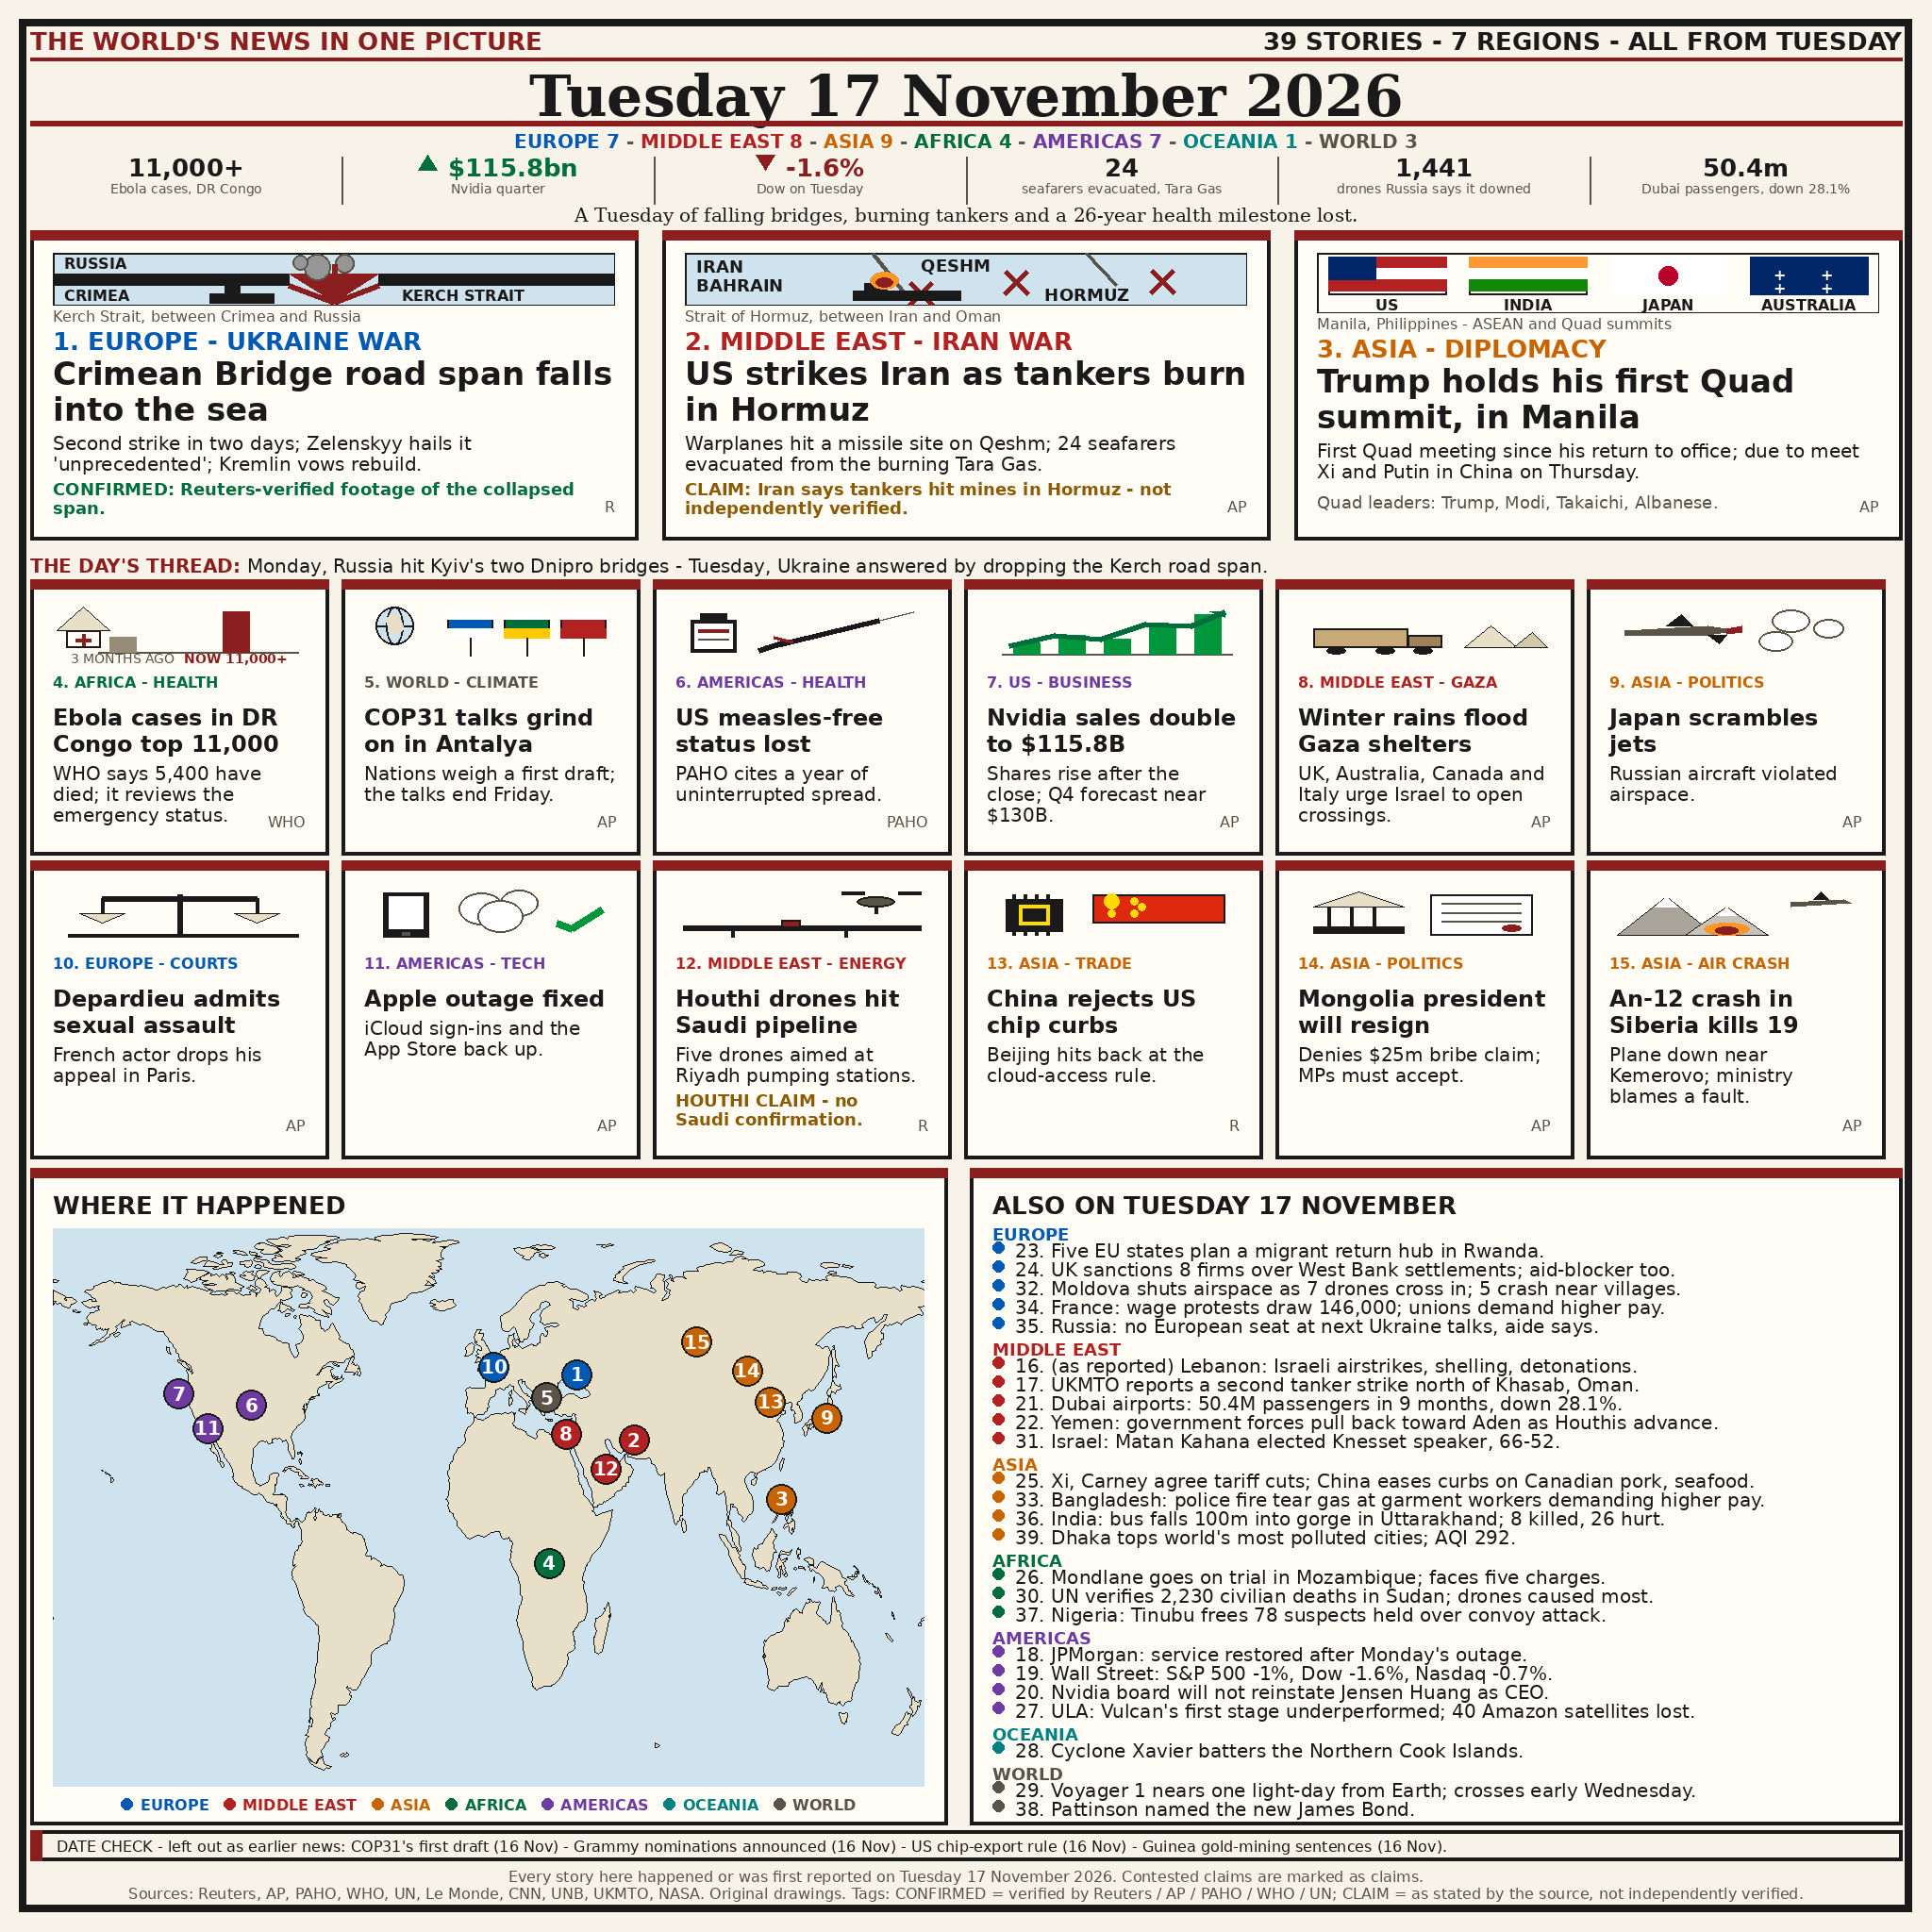 THE WORLD'S NEWS IN ONE PICTURE
39 STORIES - 7 REGIONS - ALL FROM TUESDAY
Tuesday 17 November 2026
EUROPE 7 - MIDDLE EAST 8 - ASIA 9 - AFRICA 4 - AMERICAS 7 - OCEANIA 1 - WORLD 3
11,000+
Ebola cases, DR Congo
$115.8bn
Nvidia quarter
-1.6%
Dow on Tuesday
24
seafarers evacuated, Tara Gas
1,441
drones Russia says it downed
50.4m
Dubai passengers, down 28.1%
A Tuesday of falling bridges, burning tankers and a 26-year health milestone lost.
RUSSIA
CRIMEA
KERCH STRAIT
Kerch Strait, between Crimea and Russia
1. EUROPE - UKRAINE WAR
Crimean Bridge road span falls
into the sea
Second strike in two days; Zelenskyy hails it
'unprecedented'; Kremlin vows rebuild.
CONFIRMED: Reuters-verified footage of the collapsed
span.
R
IRAN
BAHRAIN
QESHM
HORMUZ
Strait of Hormuz, between Iran and Oman
2. MIDDLE EAST - IRAN WAR
US strikes Iran as tankers burn
in Hormuz
Warplanes hit a missile site on Qeshm; 24 seafarers
evacuated from the burning Tara Gas.
CLAIM: Iran says tankers hit mines in Hormuz - not
independently verified.
AP
US
INDIA
JAPAN
AUSTRALIA
Manila, Philippines - ASEAN and Quad summits
3. ASIA - DIPLOMACY
Trump holds his first Quad
summit, in Manila
First Quad meeting since his return to office; due to meet
Xi and Putin in China on Thursday.
Quad leaders: Trump, Modi, Takaichi, Albanese.
AP
THE DAY'S THREAD: Monday, Russia hit Kyiv's two Dnipro bridges - Tuesday, Ukraine answered by dropping the Kerch road span.
3 MONTHS AGO
NOW 11,000+
4. AFRICA - HEALTH
Ebola cases in DR
Congo top 11,000
WHO says 5,400 have
died; it reviews the
emergency status.
WHO
5. WORLD - CLIMATE
COP31 talks grind
on in Antalya
Nations weigh a first draft;
the talks end Friday.
AP
6. AMERICAS - HEALTH
US measles-free
status lost
PAHO cites a year of
uninterrupted spread.
PAHO
7. US - BUSINESS
Nvidia sales double
to $115.8B
Shares rise after the
close; Q4 forecast near
$130B.
AP
8. MIDDLE EAST - GAZA
Winter rains flood
Gaza shelters
UK, Australia, Canada and
Italy urge Israel to open
crossings.
AP
9. ASIA - POLITICS
Japan scrambles
jets
Russian aircraft violated
airspace.
AP
10. EUROPE - COURTS
Depardieu admits
sexual assault
French actor drops his
appeal in Paris.
AP
11. AMERICAS - TECH
Apple outage fixed
iCloud sign-ins and the
App Store back up.
AP
12. MIDDLE EAST - ENERGY
Houthi drones hit
Saudi pipeline
Five drones aimed at
Riyadh pumping stations.
HOUTHI CLAIM - no
Saudi confirmation.
R
13. ASIA - TRADE
China rejects US
chip curbs
Beijing hits back at the
cloud-access rule.
R
14. ASIA - POLITICS
Mongolia president
will resign
Denies $25m bribe claim;
MPs must accept.
AP
15. ASIA - AIR CRASH
An-12 crash in
Siberia kills 19
Plane down near
Kemerovo; ministry
blames a fault.
AP
WHERE IT HAPPENED
15
10
1
14
7
5
13
6
9
11
8
2
12
3
4
EUROPE
MIDDLE EAST
ASIA
AFRICA
AMERICAS
OCEANIA
WORLD
ALSO ON TUESDAY 17 NOVEMBER
EUROPE
23. Five EU states plan a migrant return hub in Rwanda.
24. UK sanctions 8 firms over West Bank settlements; aid-blocker too.
32. Moldova shuts airspace as 7 drones cross in; 5 crash near villages.
34. France: wage protests draw 146,000; unions demand higher pay.
35. Russia: no European seat at next Ukraine talks, aide says.
MIDDLE EAST
16. (as reported) Lebanon: Israeli airstrikes, shelling, detonations.
17. UKMTO reports a second tanker strike north of Khasab, Oman.
21. Dubai airports: 50.4M passengers in 9 months, down 28.1%.
22. Yemen: government forces pull back toward Aden as Houthis advance.
31. Israel: Matan Kahana elected Knesset speaker, 66-52.
ASIA
25. Xi, Carney agree tariff cuts; China eases curbs on Canadian pork, seafood.
33. Bangladesh: police fire tear gas at garment workers demanding higher pay.
36. India: bus falls 100m into gorge in Uttarakhand; 8 killed, 26 hurt.
39. Dhaka tops world's most polluted cities; AQI 292.
AFRICA
26. Mondlane goes on trial in Mozambique; faces five charges.
30. UN verifies 2,230 civilian deaths in Sudan; drones caused most.
37. Nigeria: Tinubu frees 78 suspects held over convoy attack.
AMERICAS
18. JPMorgan: service restored after Monday's outage.
19. Wall Street: S&P 500 -1%, Dow -1.6%, Nasdaq -0.7%.
20. Nvidia board will not reinstate Jensen Huang as CEO.
27. ULA: Vulcan's first stage underperformed; 40 Amazon satellites lost.
OCEANIA
28. Cyclone Xavier batters the Northern Cook Islands.
WORLD
29. Voyager 1 nears one light-day from Earth; crosses early Wednesday.
38. Pattinson named the new James Bond.
DATE CHECK - left out as earlier news: COP31's first draft (16 Nov) - Grammy nominations announced (16 Nov) - US chip-export rule (16 Nov) - Guinea gold-mining sentences (16 Nov).
Every story here happened or was first reported on Tuesday 17 November 2026. Contested claims are marked as claims.
Sources: Reuters, AP, PAHO, WHO, UN, Le Monde, CNN, UNB, UKMTO, NASA. Original drawings. Tags: CONFIRMED = verified by Reuters / AP / PAHO / WHO / UN; CLAIM = as stated by the source, not independently verified.